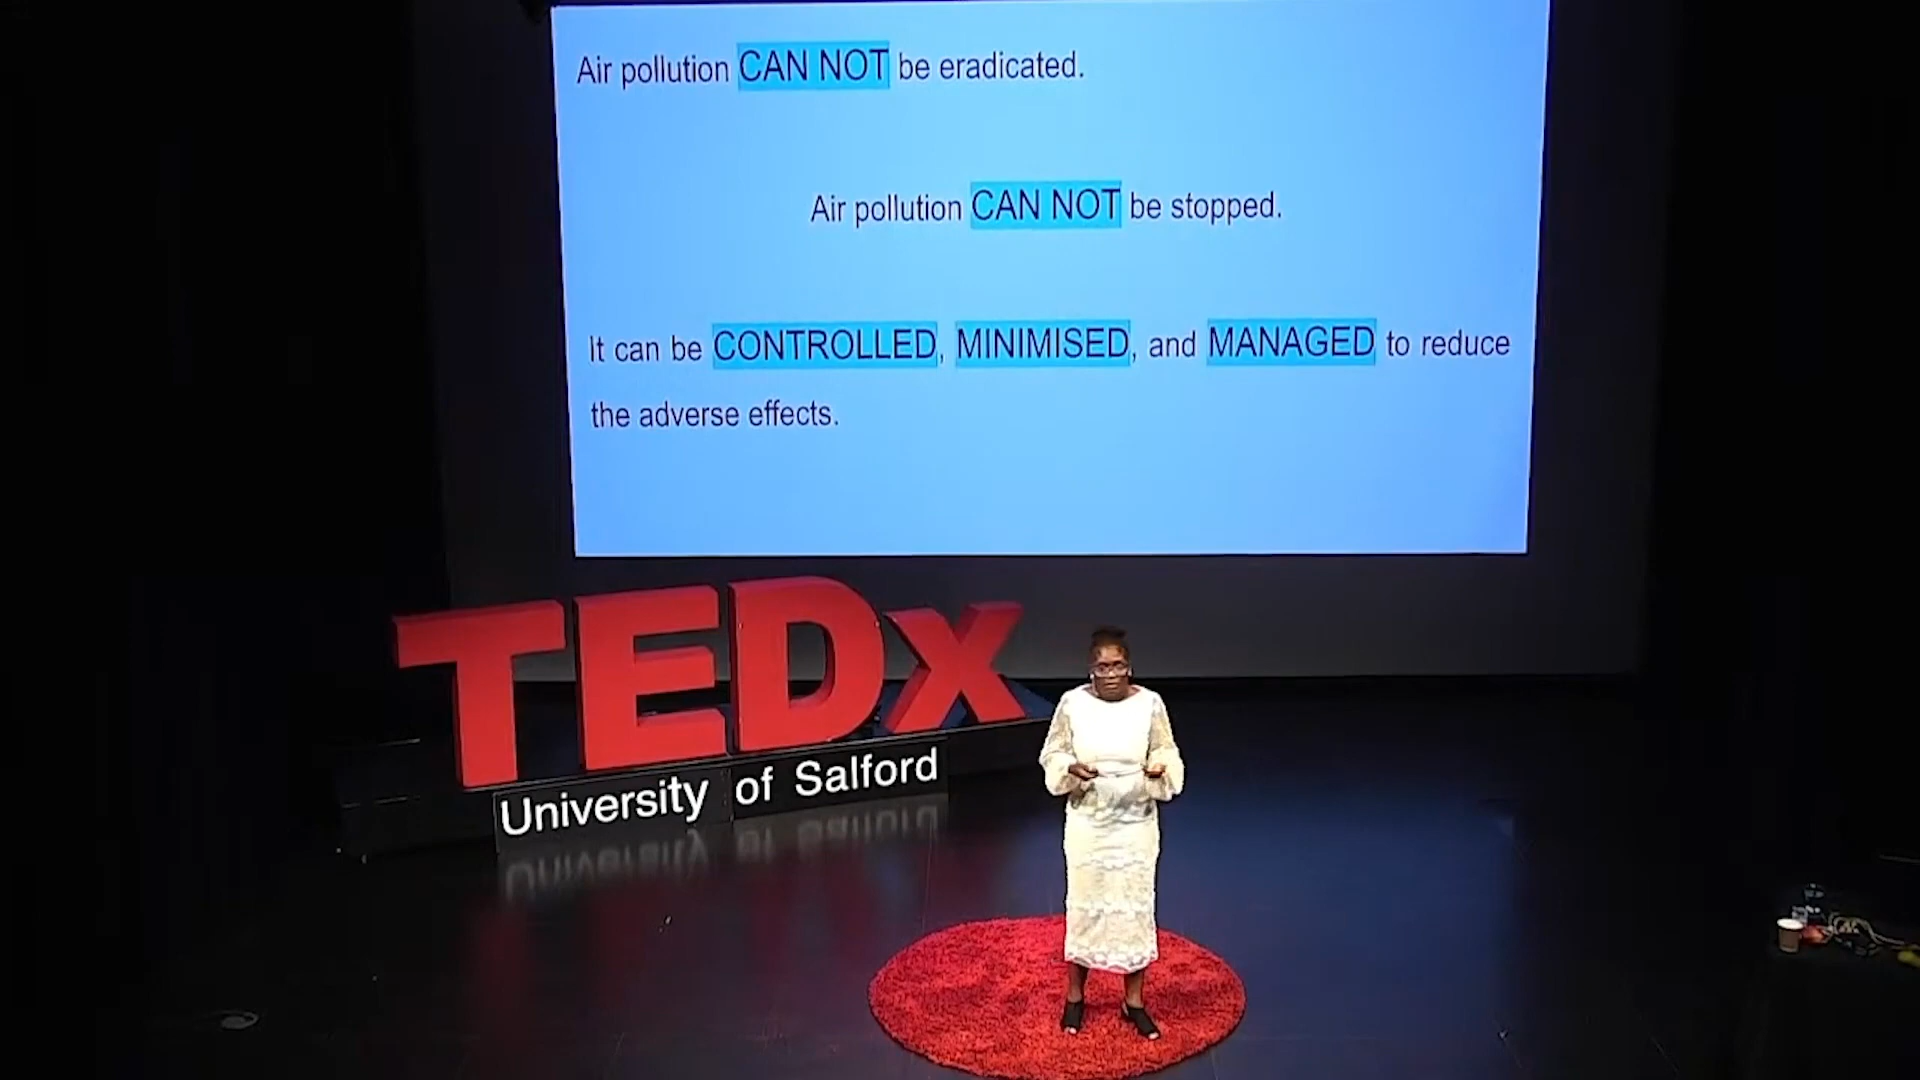 Air pollution CAN NOT be eradicated.
Air pollution CAN NOT be stopped.
It can be CONTROLLED, MINIMISED, and MANAGED to reduce
the adverse effects.
TEDx
University of Salford